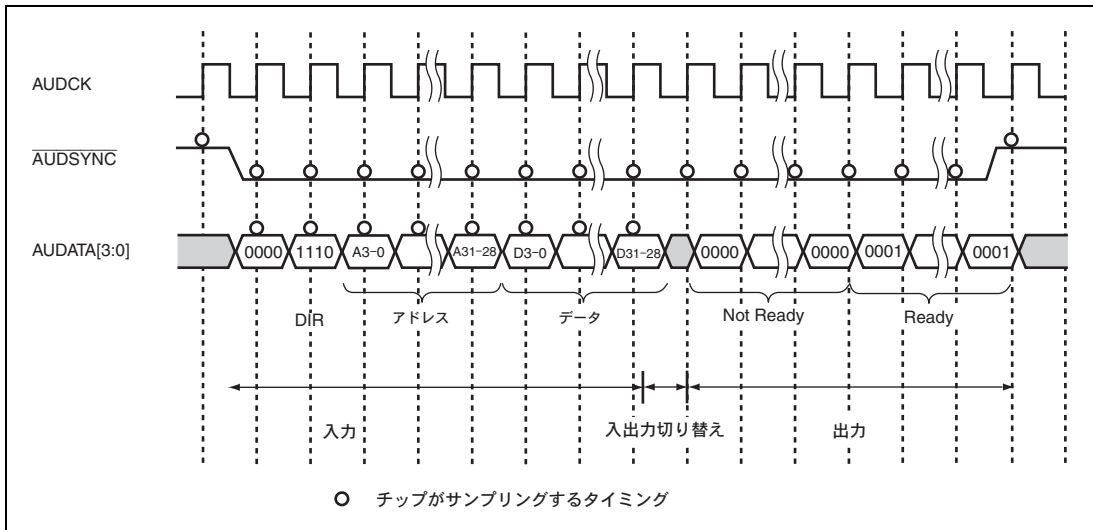 AUDCK
AUDSYNC
AUDATA[3:0]
0000 1110 A3-0 A31-28 D3-0 D31-28 0000 0000 0001 0001
DIR アドレス データ Not Ready Ready
入力 入出力切り替え 出力
チップがサンプリングするタイミング